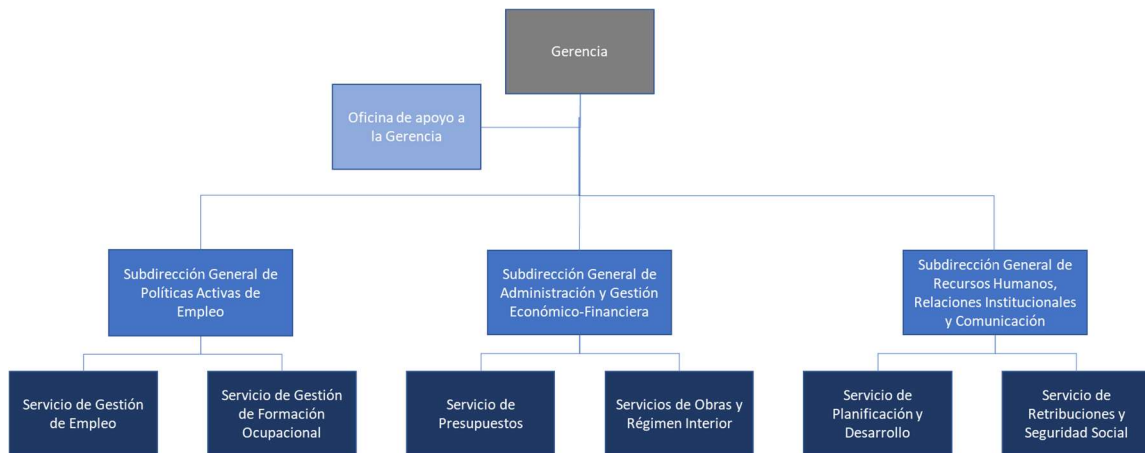 Gerencia
Oficina de apoyo a
la Gerencia
Subdirección General de
Políticas Activas de
Empleo
Subdirección General de
Administración y Gestión
Económico-Financiera
Subdirección General de
Recursos Humanos,
Relaciones Institucionales
y Comunicación
Servicio de Gestión
de Empleo
Servicio de Gestión
de Formación
Ocupacional
Servicio de
Presupuestos
Servicios de Obras y
Régimen Interior
Servicio de
Planificación y
Desarrollo
Servicio de
Retribuciones y
Seguridad Social